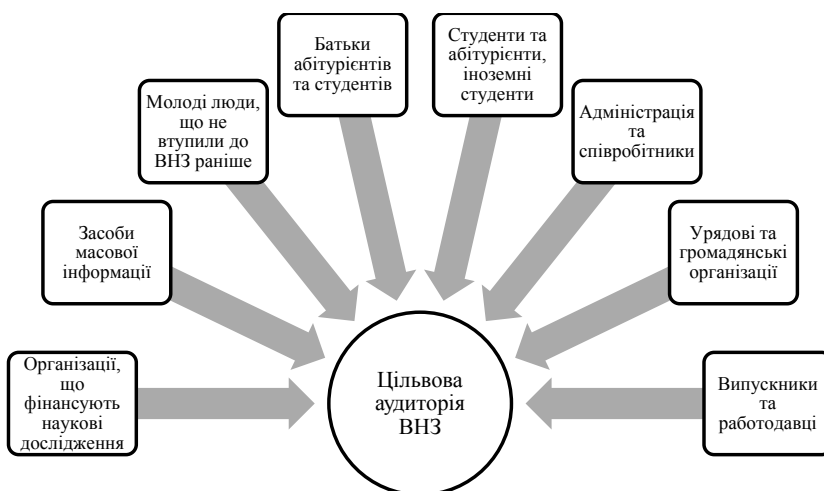 Організації,
що
фінансують
наукові
дослідження
Засоби
масової
інформації
Молоді люди,
що не
втупили до
ВНЗ раніше
Батьки
абітурієнтів
та студентів
Студенти та
абітурієнти,
іноземні
студенти
Адміністрація
та
співробітники
Урядові та
громадянські
організації
Випускники
та
работодавці
Цільвова
аудиторія
ВНЗ